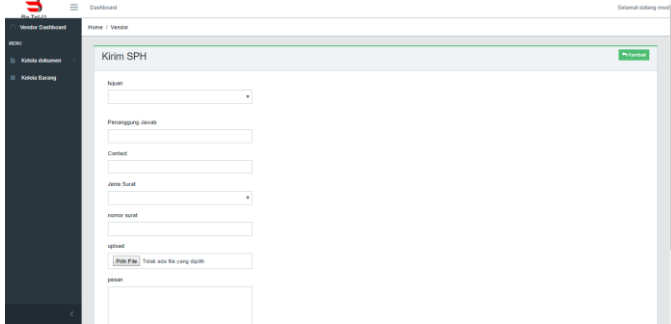 Dashboard
Selamat datang mod
Vendor Dashboard
Home / Vendor
MENU
Kelola dokumen
Kelola Barang
Kirim SPH
Kembali
tujuan
Penanggung Jawab
Contact
Jenis Surat
nomor surat
upload
Pilih File Tidak ada file yang dipilih
pesan